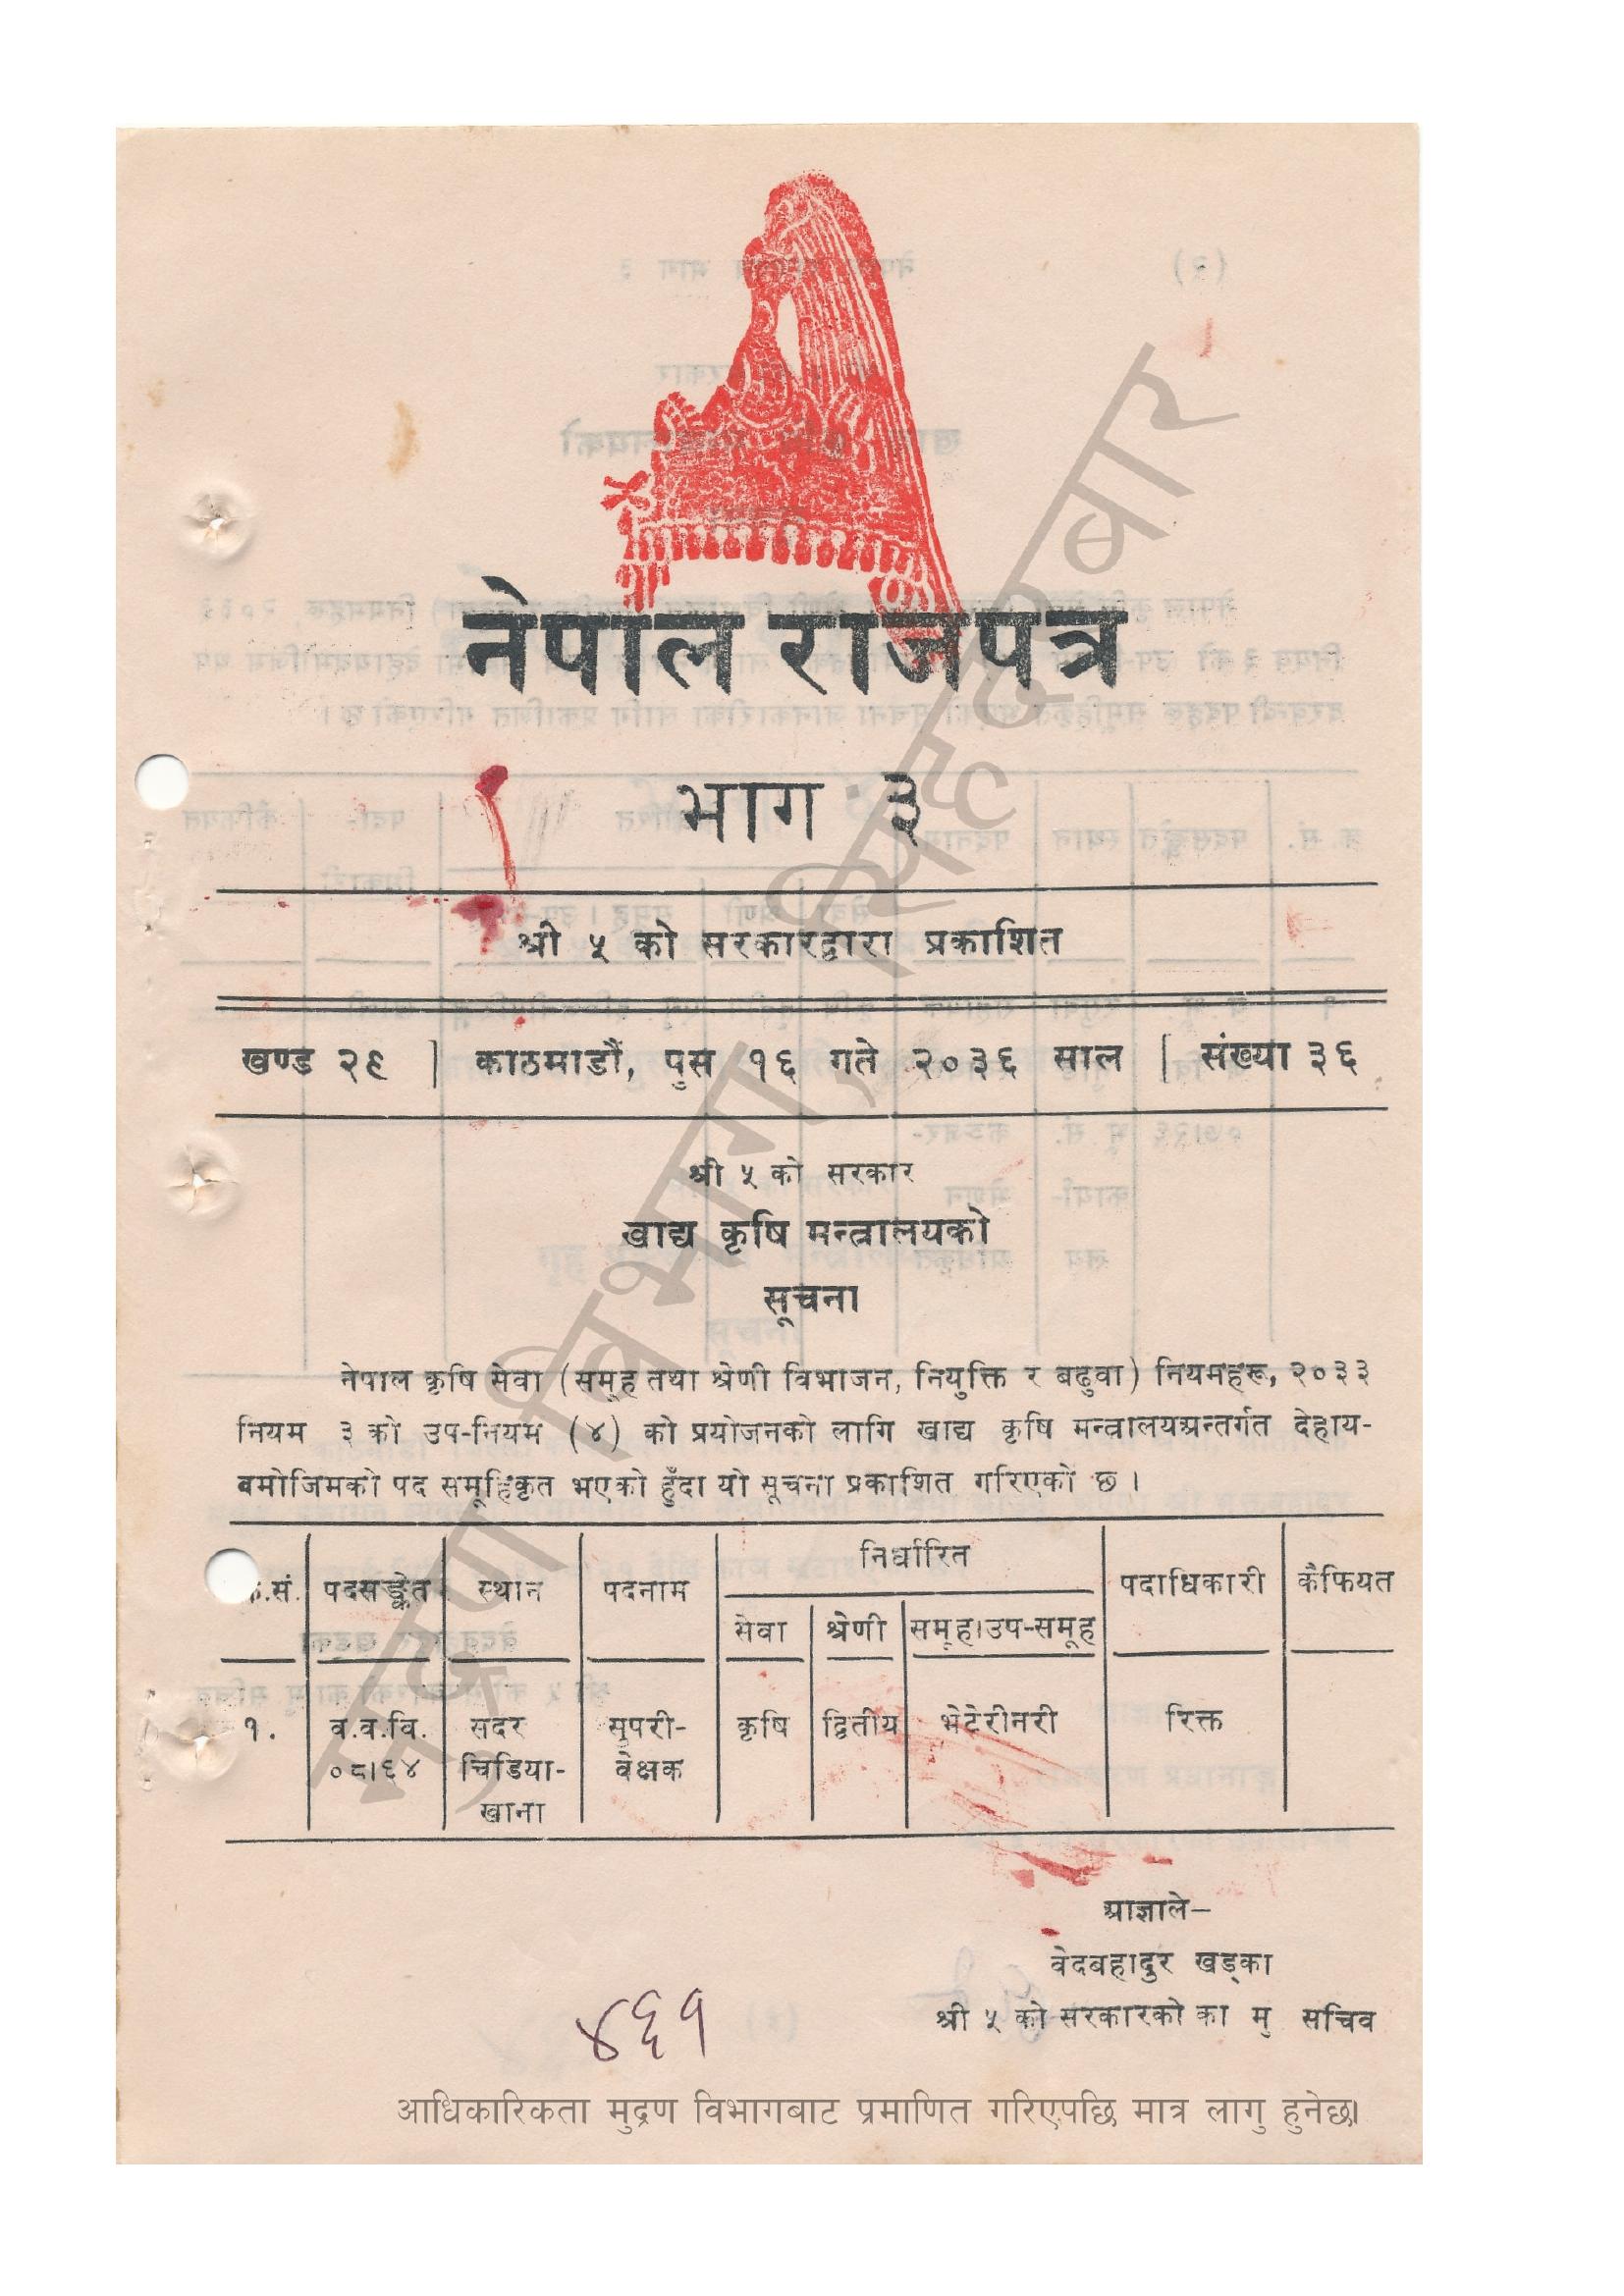 नेपाल राजपत्र
भाग ३
श्री ५ को सरकारद्वारा प्रकाशित
खण्ड २९ | काठमाडौं, पुस १६ गते २०३६ साल | संख्या ३६
श्री ५ को सरकार
खाद्य कृषि मन्त्रालयको
सूचना
नेपाल कृषि सेवा (समूह तथा श्रेणी विभाजन, नियुक्ति र बढुवा) नियमहरू, २०३३
नियम ३ को उप-नियम (४) को प्रयोजनको लागि खाद्य कृषि मन्त्रालयअन्तर्गत देहाय-
बमोजिमको पद समूहिकृत भएको हुँदा यो सूचना प्रकाशित गरिएको छ ।
निर्धारित
क.सं. पदसङ्केत स्थान पदनाम पदाधिकारी कैफियत
सेवा श्रेणी समूह।उप-समूह
१. व.व.वि. सदर सुपरी- कृषि द्वितीय भेटेरीनरी रिक्त
०८।६४ चिडिया- वेक्षक
खाना
आज्ञाले–
वेदबहादुर खड्का
श्री ५ को सरकारको का मु सचिव
४६१
आधिकारिकता मुद्रण विभागबाट प्रमाणित गरिएपछि मात्र लागु हुनेछ।
मुद्रण विभाग, सिंहदरबार